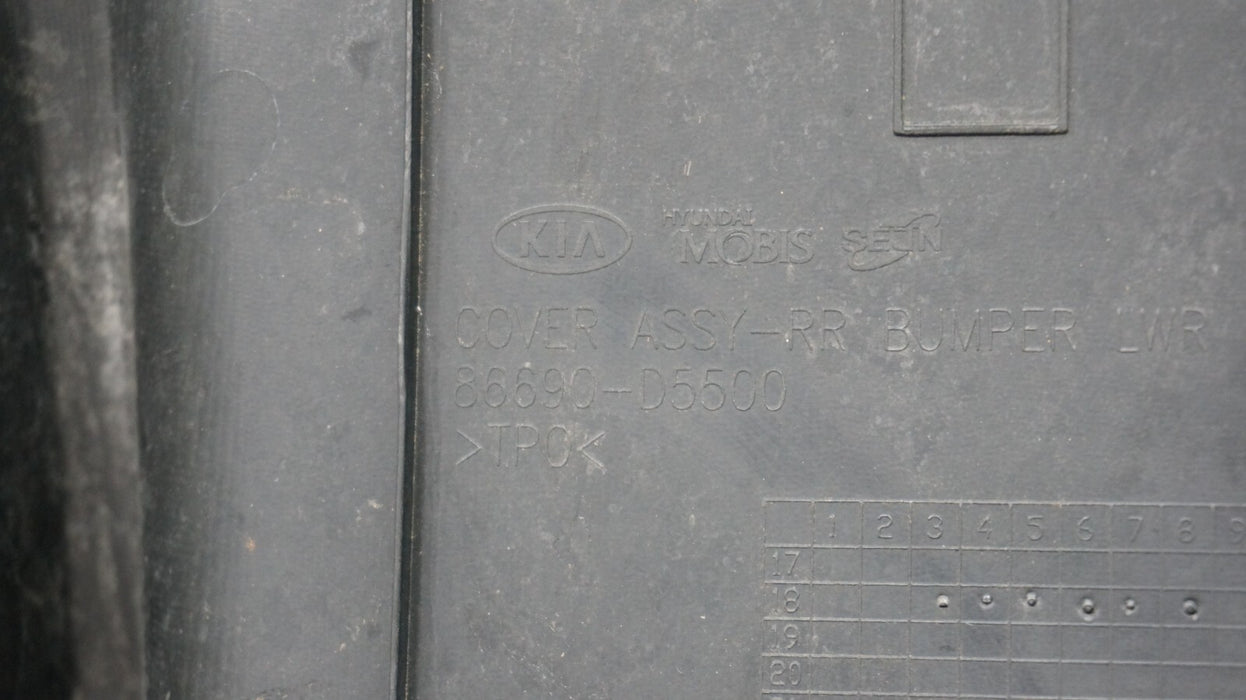 KIA HYUNDAI MOBIS SEJIN
COVER ASSY-RR BUMPER LWR
86690-D5500
>TPO<
1 2 3 4 5 6 7 8 9
17
18
19
20